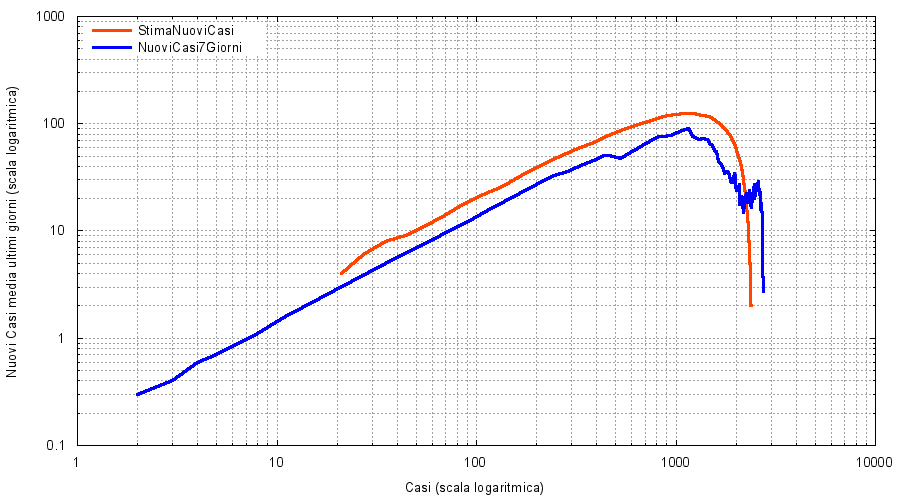 1000
StimaNuoviCasi
NuoviCasi7Giorni
100
10
1
0.1
1
10
100
1000
10000
Nuovi Casi media ultimi giorni (scala logaritmica)
Casi (scala logaritmica)